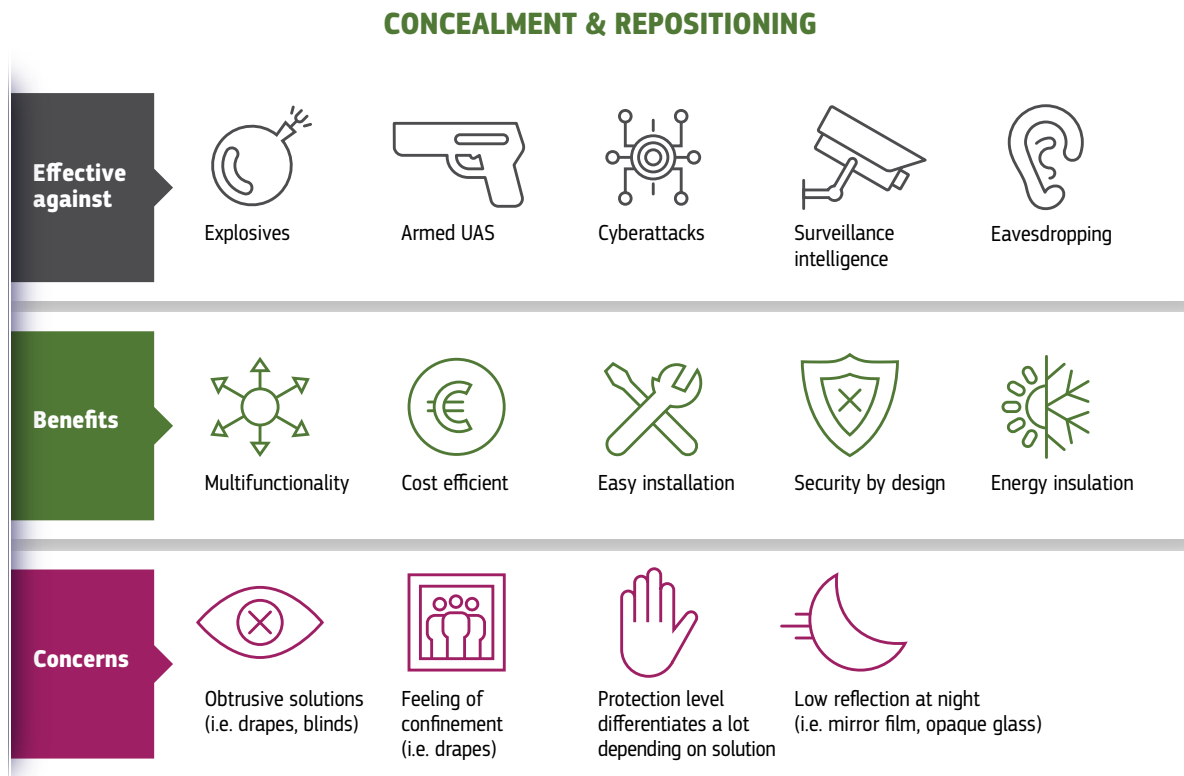 CONCEALMENT & REPOSITIONING
Effective
against
Explosives
Armed UAS
Cyberattacks
Surveillance
intelligence
Eavesdropping
Benefits
€
Multifunctionality
Cost efficient
Easy installation
Security by design
Energy insulation
Concerns
Obtrusive solutions
(i.e. drapes, blinds)
Feeling of
confinement
(i.e. drapes)
Protection level
differentiates a lot
depending on solution
Low reflection at night
(i.e. mirror film, opaque glass)